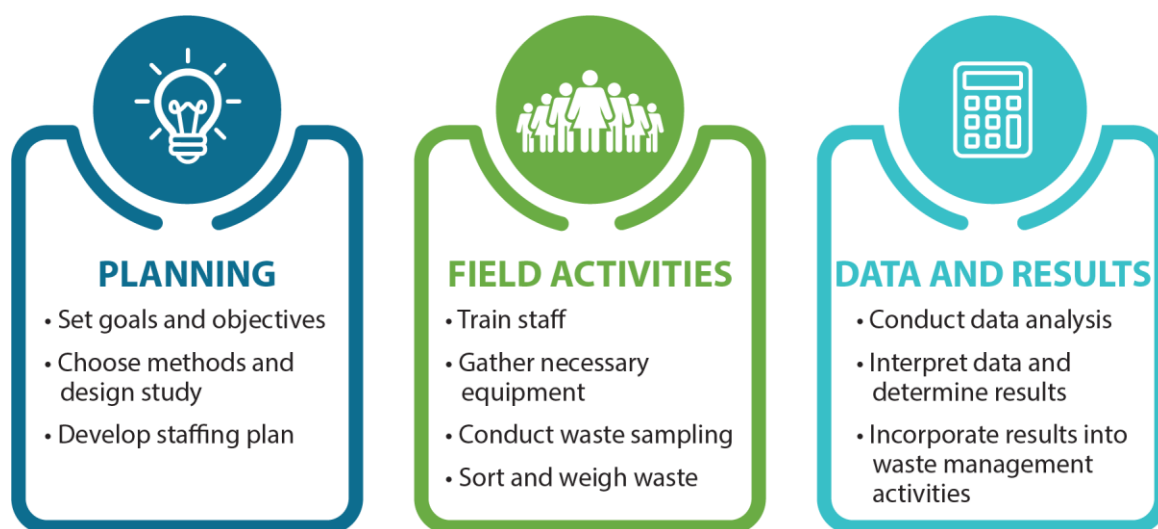 PLANNING
• Set goals and objectives
• Choose methods and
design study
• Develop staffing plan
FIELD ACTIVITIES
• Train staff
• Gather necessary
equipment
• Conduct waste sampling
• Sort and weigh waste
DATA AND RESULTS
• Conduct data analysis
• Interpret data and
determine results
• Incorporate results into
waste management
activities